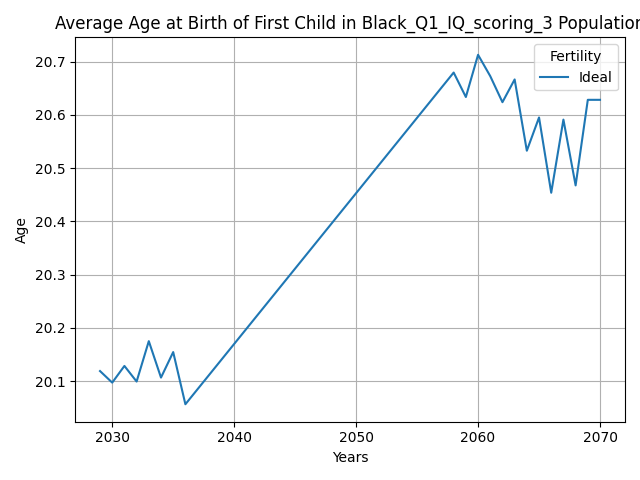 Average Age at Birth of First Child in Black_Q1_IQ_scoring_3 Population
Fertility
Ideal
20.7
20.6
20.5
20.4
20.3
20.2
20.1
Age
2030 2040 2050 2060 2070
Years